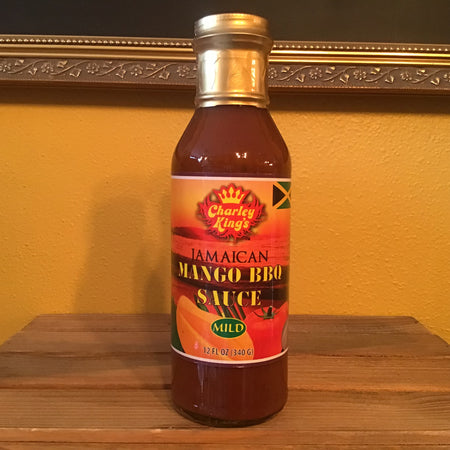 Charley
King's
JAMAICAN
MANGO BBQ
SAUCE
MILD
12 FL OZ (340 G)